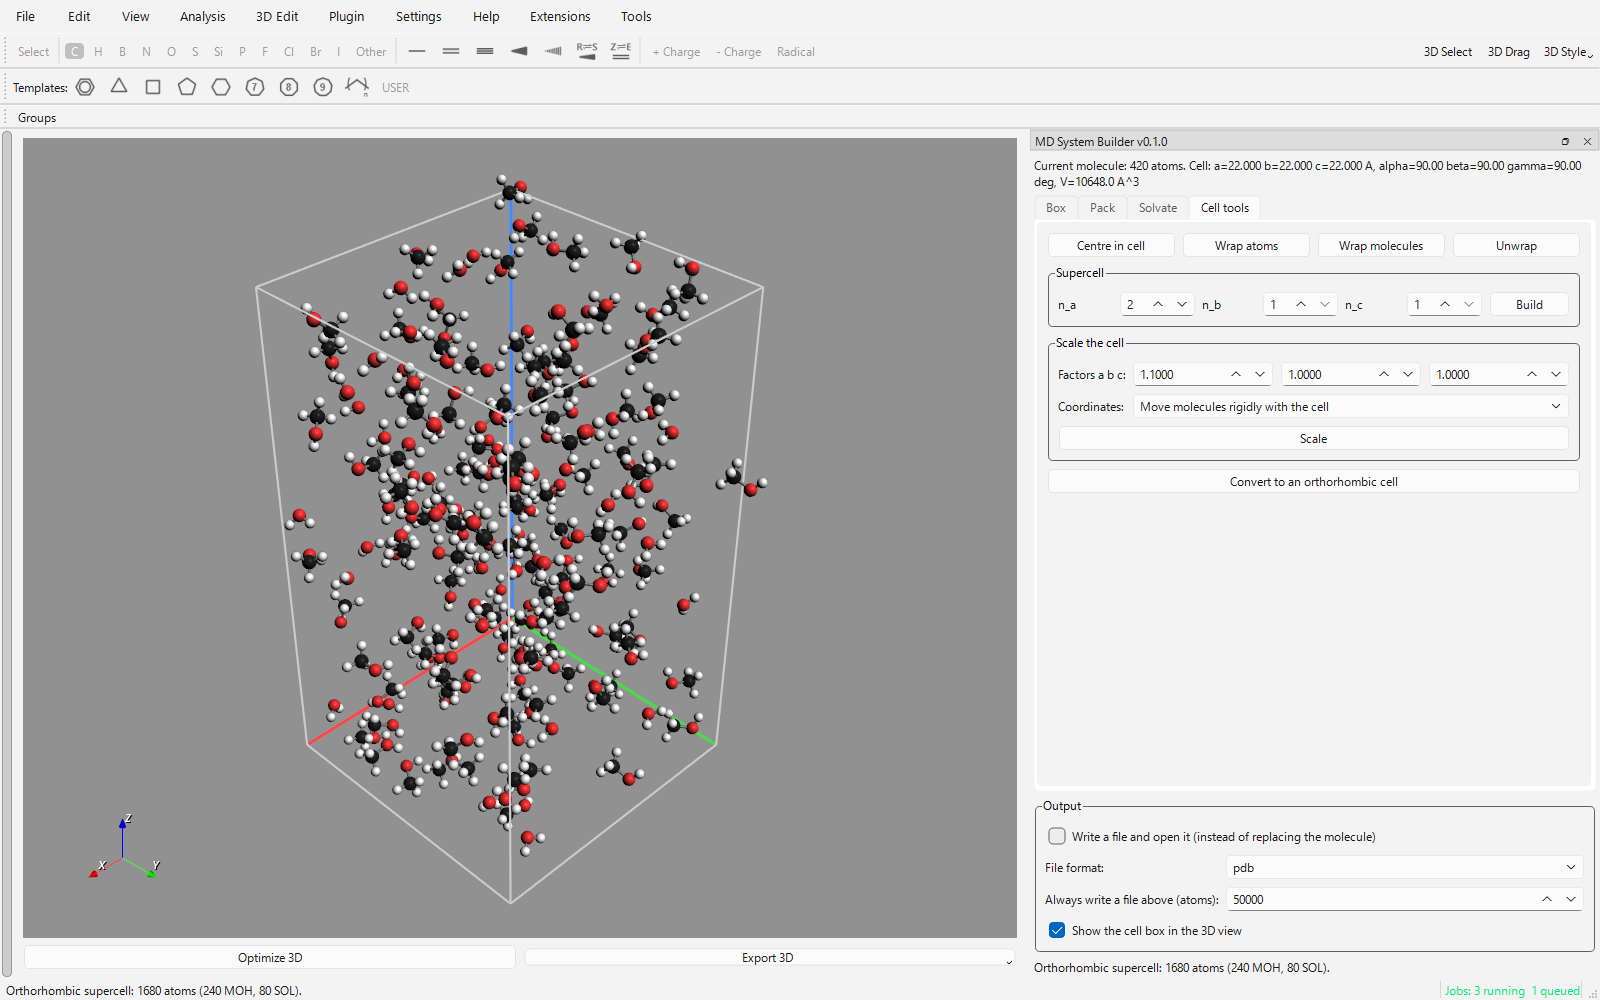 File Edit View Analysis 3D Edit Plugin Settings Help Extensions Tools
Select C H B N O S Si P F Cl Br I Other R⇌S Z⇌E + Charge - Charge Radical 3D Select 3D Drag 3D Style
Templates: 7 8 9 n USER
Groups
MD System Builder v0.1.0
Current molecule: 420 atoms. Cell: a=22.000 b=22.000 c=22.000 A, alpha=90.00 beta=90.00 gamma=90.00
deg, V=10648.0 A^3
Box Pack Solvate Cell tools
Centre in cell Wrap atoms Wrap molecules Unwrap
Supercell
n_a 2 n_b 1 n_c 1 Build
Scale the cell
Factors a b c: 1.1000 1.0000 1.0000
Coordinates: Move molecules rigidly with the cell
Scale
Convert to an orthorhombic cell
Z
X Y
Output
Write a file and open it (instead of replacing the molecule)
File format: pdb
Always write a file above (atoms): 50000
Show the cell box in the 3D view
Optimize 3D Export 3D
Orthorhombic supercell: 1680 atoms (240 MOH, 80 SOL).
Orthorhombic supercell: 1680 atoms (240 MOH, 80 SOL). Jobs: 3 running 1 queued